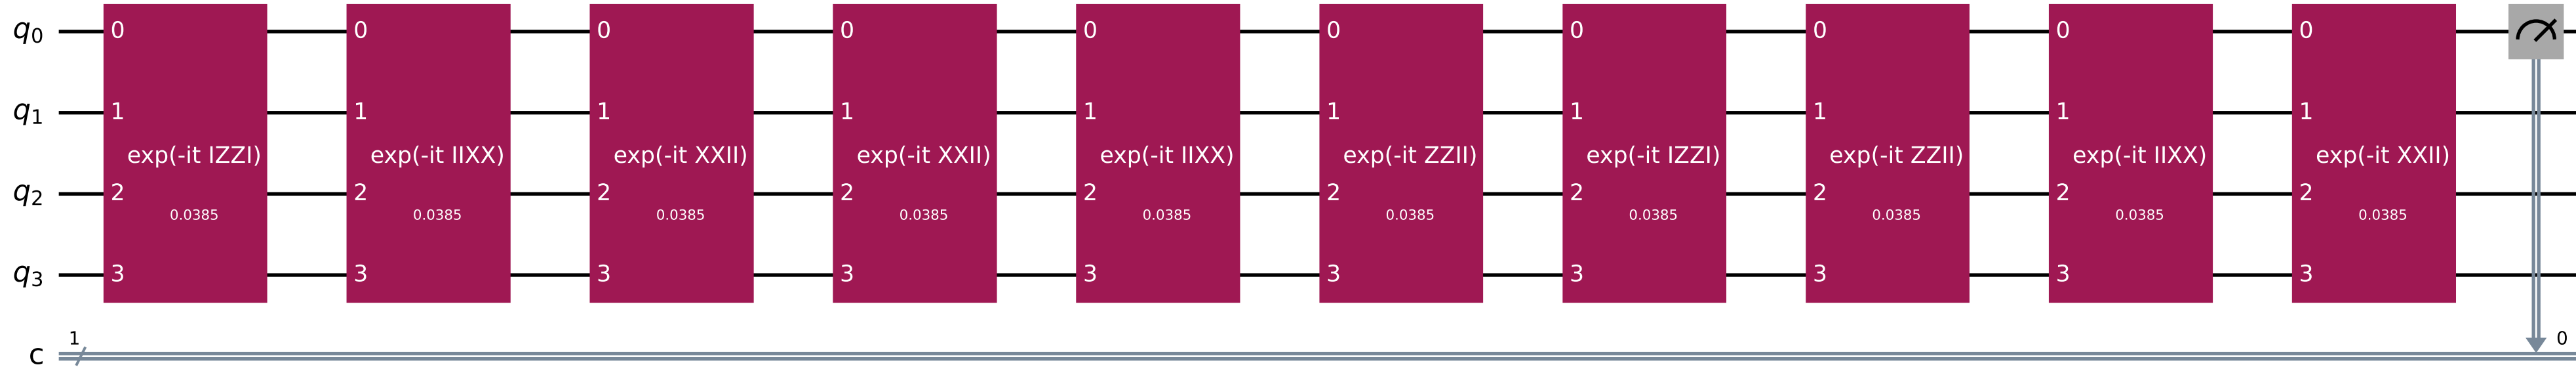 q0 0 0 0 0 0 0 0 0 0 0
q1 1 1 1 1 1 1 1 1 1 1
exp(-it IZZI) exp(-it IIXX) exp(-it XXII) exp(-it XXII) exp(-it IIXX) exp(-it ZZII) exp(-it IZZI) exp(-it ZZII) exp(-it IIXX) exp(-it XXII)
q2 2 2 2 2 2 2 2 2 2 2
0.0385 0.0385 0.0385 0.0385 0.0385 0.0385 0.0385 0.0385 0.0385 0.0385
q3 3 3 3 3 3 3 3 3 3 3
1 0
c